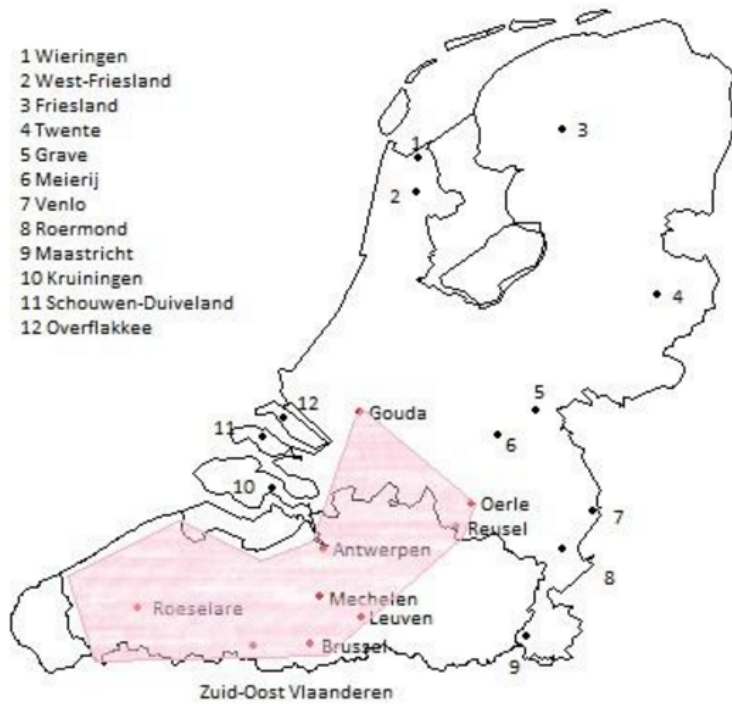 1 Wieringen
2 West-Friesland
3 Friesland
4 Twente
5 Grave
6 Meierij
7 Venlo
8 Roermond
9 Maastricht
10 Kruiningen
11 Schouwen-Duiveland
12 Overflakkee
1
2
3
4
5
6
7
8
9
10
11
12
Gouda
Oerle
Reusel
Antwerpen
Mechelen
Roeselare
Leuven
Brussel
Zuid-Oost Vlaanderen